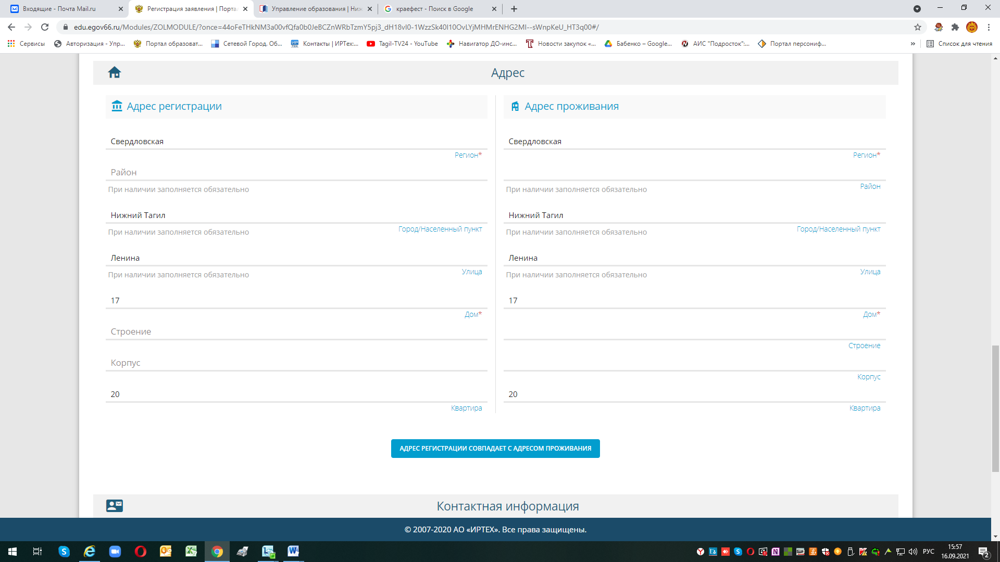 Входящие - Почта Mail.ru
Регистрация заявления | Порта
Управление образования | Ниж
краефест - Поиск в Google
edu.egov66.ru/Modules/ZOLMODULE/?once=44oFeTHkNM3a00vfQfa0b0JeBCZnWRbTzmY5pj3_dH18vI0-1WzzSk40I10OvLYjMHMrENHG2MI--sWnpKeU_HT3q00#/
Сервисы
Авторизация - Упр...
Портал образоват...
Сетевой Город. Об...
Контакты | ИРТех:...
Tagil-TV24 - YouTube
Навигатор ДО-инс...
Новости закупок «...
Бабенко – Google...
АИС "Подросток":...
Портал персониф...
»
Список для чтения
Адрес
Адрес регистрации
Адрес проживания
Свердловская
Свердловская
Регион*
Регион*
Район
При наличии заполняется обязательно
При наличии заполняется обязательно
Район
Нижний Тагил
Нижний Тагил
При наличии заполняется обязательно
Город/Населенный пункт
При наличии заполняется обязательно
Город/Населенный пункт
Ленина
Ленина
При наличии заполняется обязательно
Улица
При наличии заполняется обязательно
Улица
17
17
Дом*
Дом*
Строение
Строение
Корпус
Корпус
20
20
Квартира
Квартира
АДРЕС РЕГИСТРАЦИИ СОВПАДАЕТ С АДРЕСОМ ПРОЖИВАНИЯ
Контактная информация
© 2007-2020 АО «ИРТЕХ». Все права защищены.
РУС
15:57
16.09.2021
2